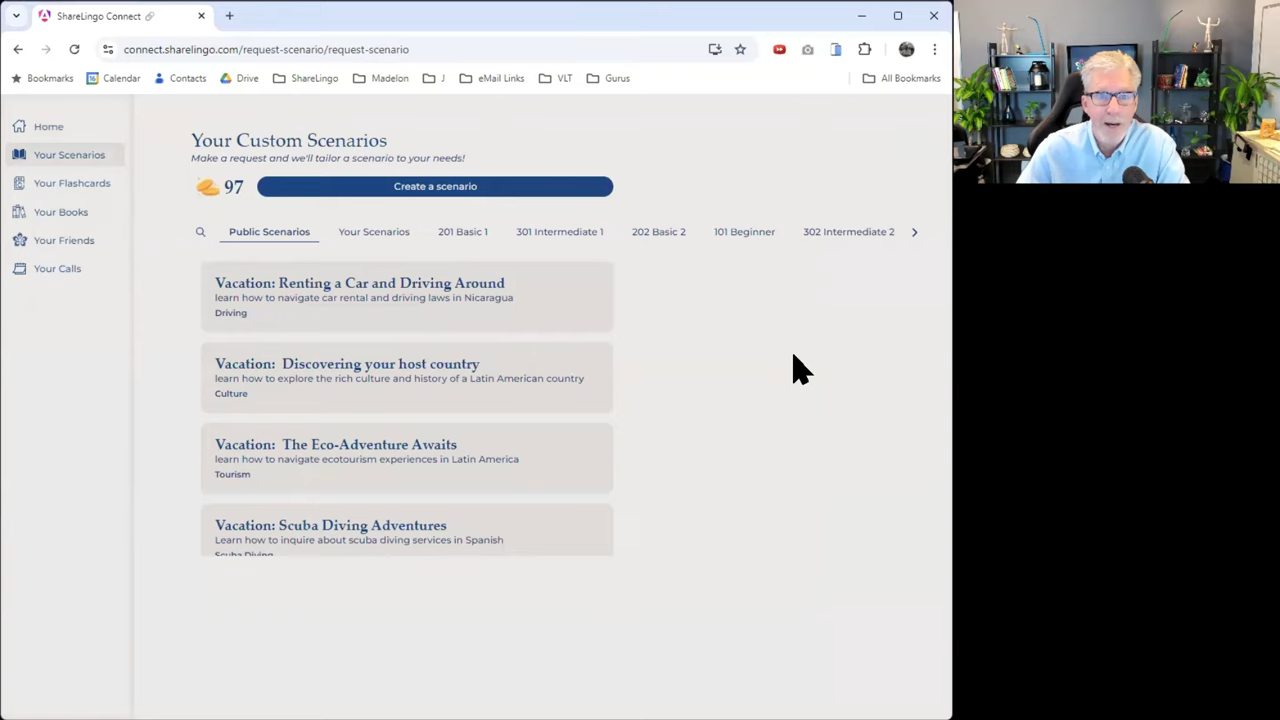 ShareLingo Connect
connect.sharelingo.com/request-scenario/request-scenario
Bookmarks Calendar Contacts Drive ShareLingo Madelon J eMail Links VLT Gurus All Bookmarks
Home
Your Scenarios
Your Flashcards
Your Books
Your Friends
Your Calls
Your Custom Scenarios
Make a request and we'll tailor a scenario to your needs!
97 Create a scenario
Public Scenarios Your Scenarios 201 Basic 1 301 Intermediate 1 202 Basic 2 101 Beginner 302 Intermediate 2
Vacation: Renting a Car and Driving Around
learn how to navigate car rental and driving laws in Nicaragua
Driving
Vacation: Discovering your host country
learn how to explore the rich culture and history of a Latin American country
Culture
Vacation: The Eco-Adventure Awaits
learn how to navigate ecotourism experiences in Latin America
Tourism
Vacation: Scuba Diving Adventures
Learn how to inquire about scuba diving services in Spanish
Scuba Diving